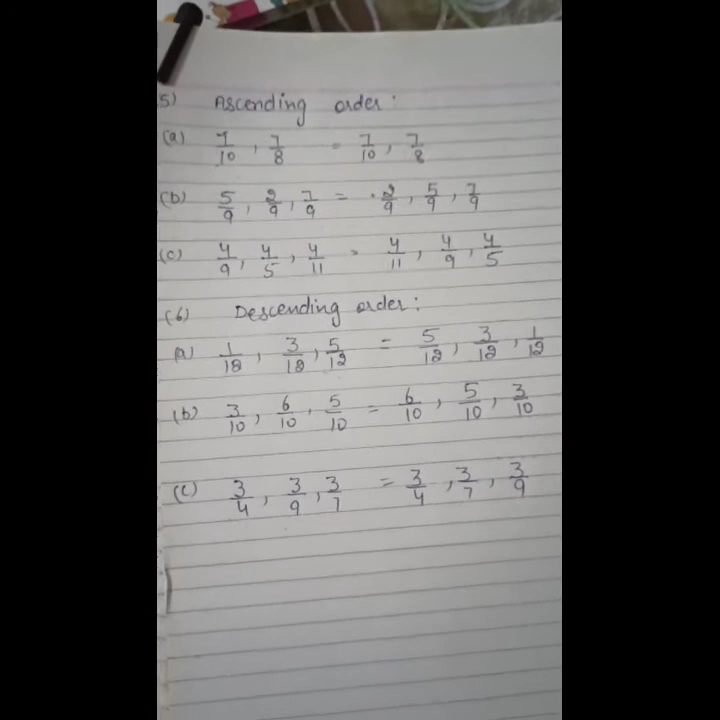 5) Ascending order:
(a) 7/10, 7/8 = 7/10, 7/8
(b) 5/9, 2/9, 7/9 = 2/9, 5/9, 7/9
(c) 4/9, 4/5, 4/11 = 4/11, 4/9, 4/5
(6) Descending order:
(a) 1/12, 3/12, 5/12 = 5/12, 3/12, 1/12
(b) 3/10, 6/10, 5/10 = 6/10, 5/10, 3/10
(c) 3/4, 3/9, 3/7 = 3/4, 3/7, 3/9